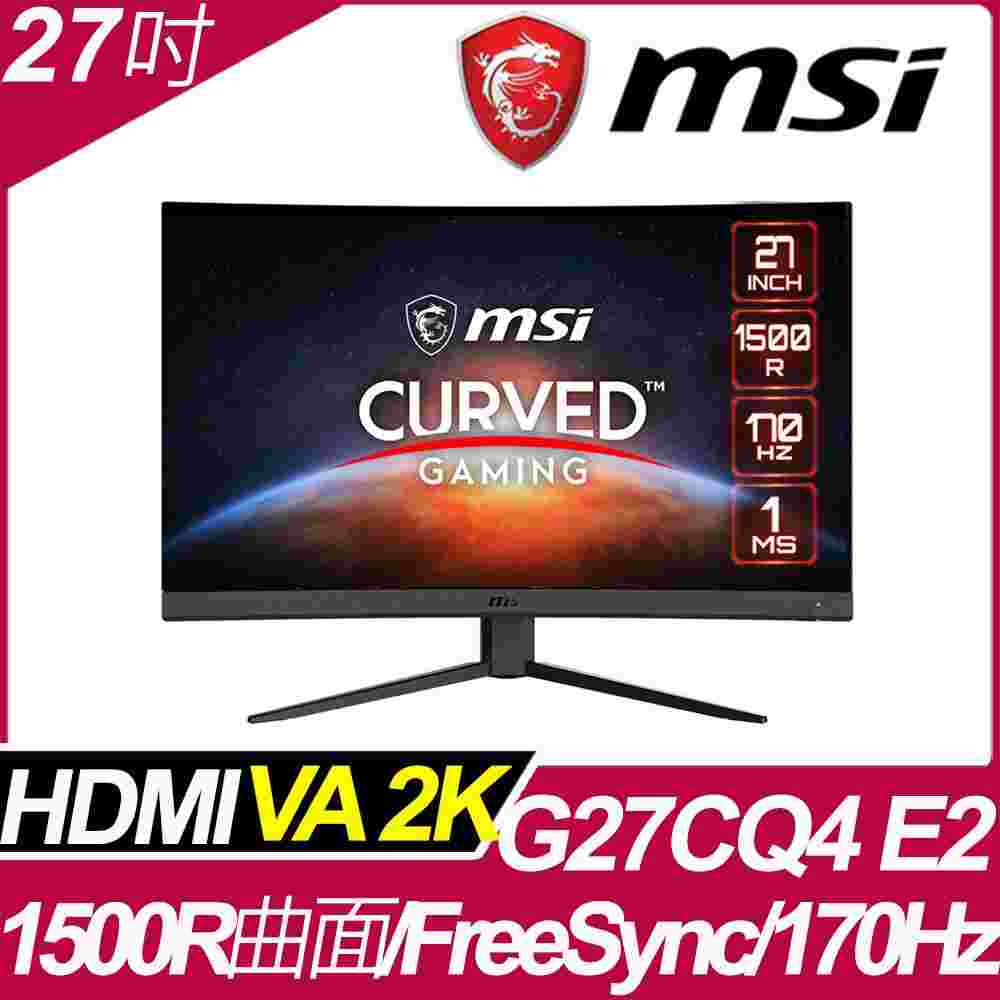 27吋
msi
msi
CURVED™
GAMING
27
INCH
1500
R
170
HZ
1
MS
msi
HDMI VA 2K
G27CQ4 E2
1500R曲面/FreeSync/170Hz